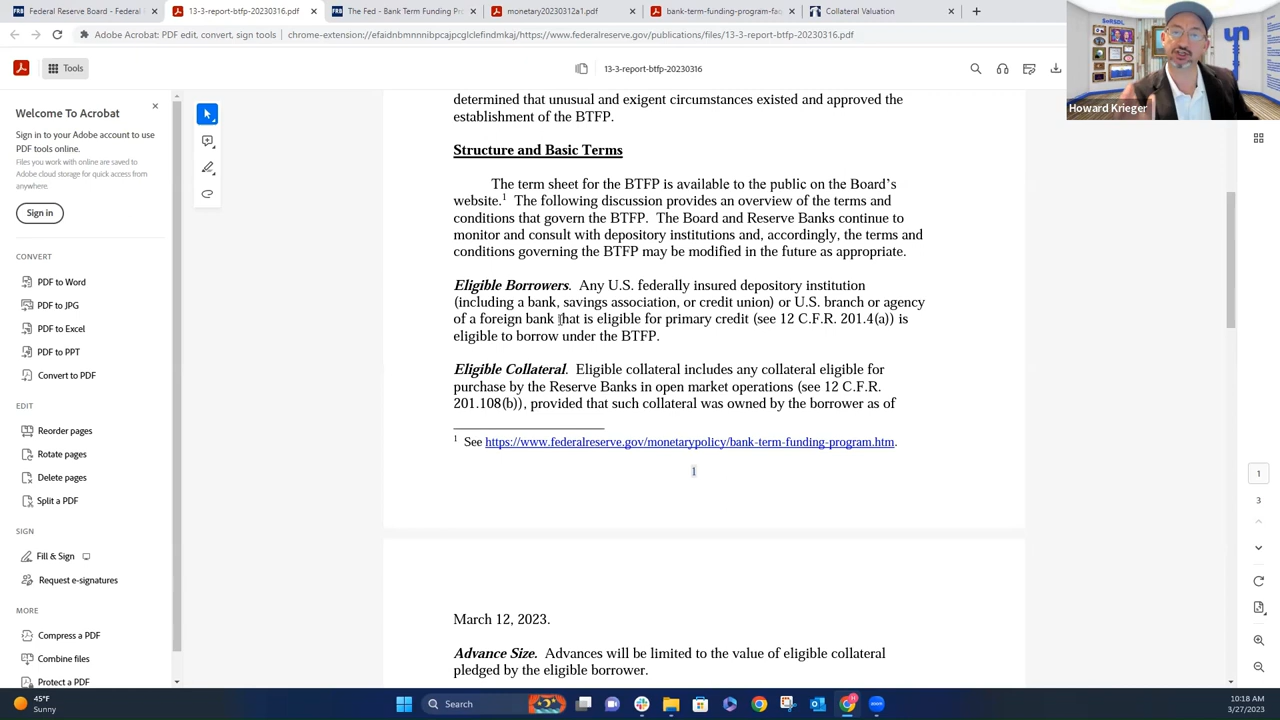 Federal Reserve Board - Federal
13-3-report-btfp-20230316.pdf
The Fed - Bank Term Funding Pro
monetary20230312a1.pdf
bank-term-funding-program-faq
Collateral Valuation
Adobe Acrobat: PDF edit, convert, sign tools
chrome-extension://efaidnbmnnnibpcajpcglclefindmkaj/https://www.federalreserve.gov/publications/files/13-3-report-btfp-20230316.pdf
Tools
13-3-report-btfp-20230316
SoRSDL
Howard Krieger
Welcome To Acrobat
Sign in to your Adobe account to use
PDF tools online.
Files you work with online are saved to
Adobe cloud storage for quick access from
anywhere.
Sign in
CONVERT
PDF to Word
PDF to JPG
PDF to Excel
PDF to PPT
Convert to PDF
EDIT
Reorder pages
Rotate pages
Delete pages
Split a PDF
SIGN
Fill & Sign
Request e-signatures
MORE
Compress a PDF
Combine files
Protect a PDF
determined that unusual and exigent circumstances existed and approved the
establishment of the BTFP.
Structure and Basic Terms
The term sheet for the BTFP is available to the public on the Board's
website.1 The following discussion provides an overview of the terms and
conditions that govern the BTFP. The Board and Reserve Banks continue to
monitor and consult with depository institutions and, accordingly, the terms and
conditions governing the BTFP may be modified in the future as appropriate.
Eligible Borrowers. Any U.S. federally insured depository institution
(including a bank, savings association, or credit union) or U.S. branch or agency
of a foreign bank that is eligible for primary credit (see 12 C.F.R. 201.4(a)) is
eligible to borrow under the BTFP.
Eligible Collateral. Eligible collateral includes any collateral eligible for
purchase by the Reserve Banks in open market operations (see 12 C.F.R.
201.108(b)), provided that such collateral was owned by the borrower as of
1 See https://www.federalreserve.gov/monetarypolicy/bank-term-funding-program.htm.
1
March 12, 2023.
Advance Size. Advances will be limited to the value of eligible collateral
pledged by the eligible borrower.
1
3
45°F
Sunny
Search
10:18 AM
3/27/2023